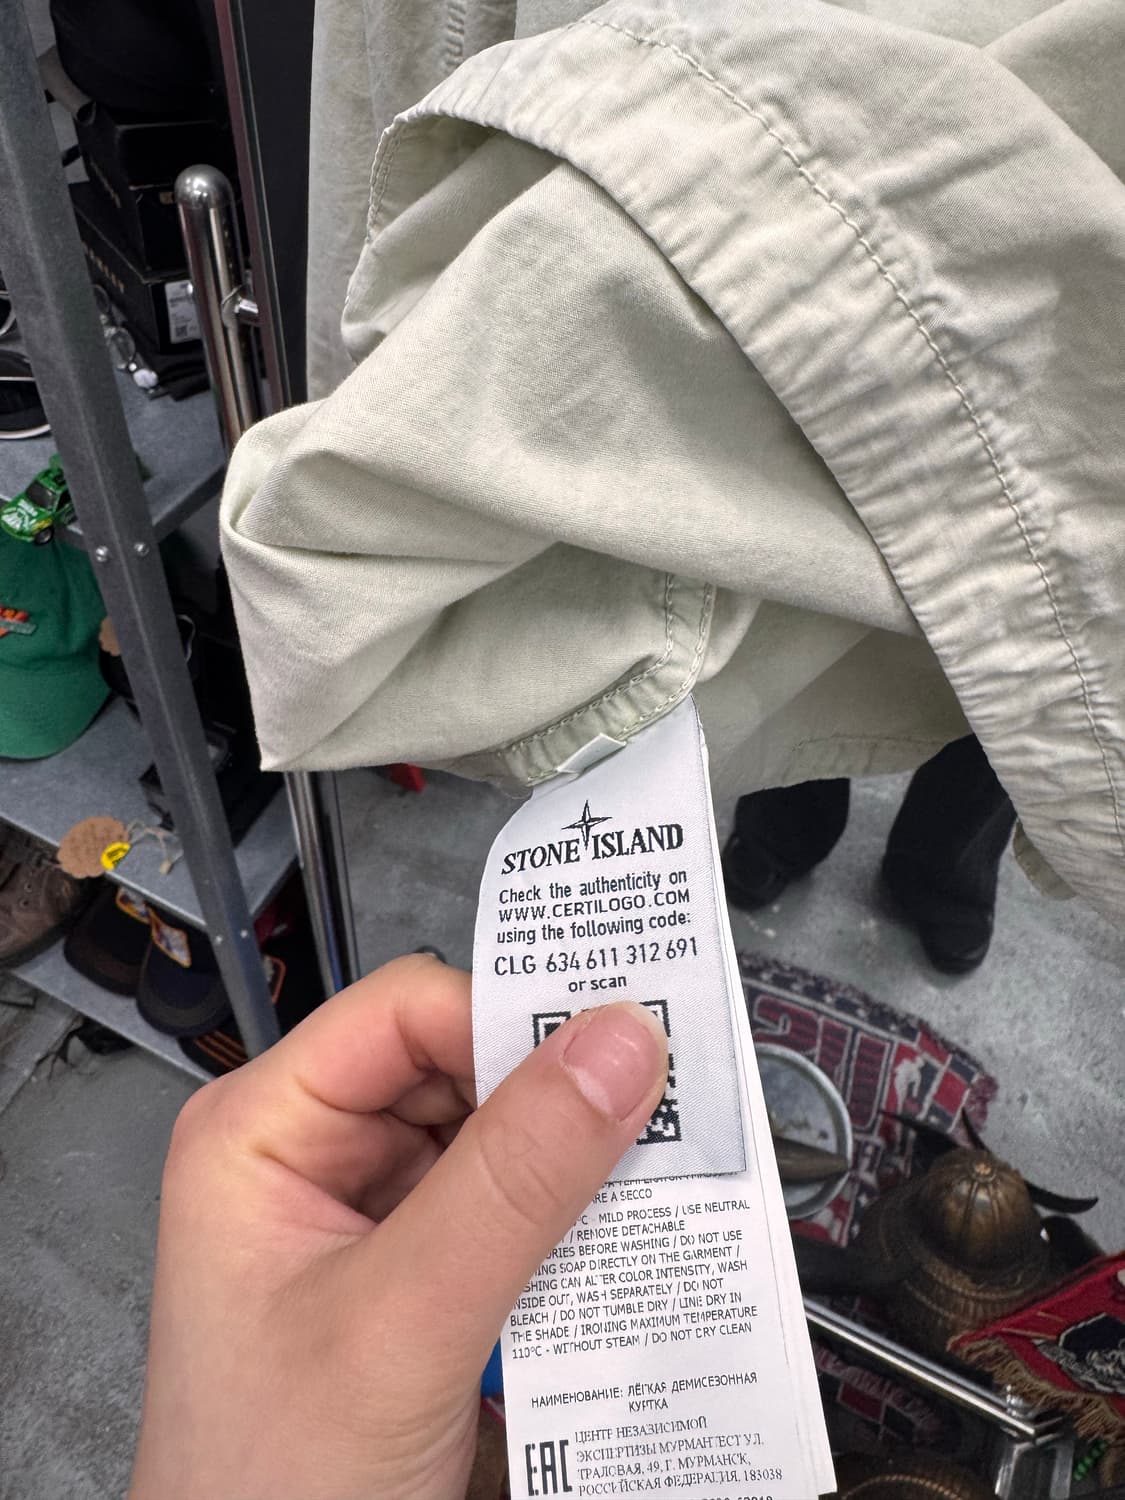 STONE ISLAND
Check the authenticity on
WWW.CERTILOGO.COM
using the following code:
CLG 634 611 312 691
or scan
A SECCO
- MILD PROCESS / USE NEUTRAL
/ REMOVE DETACHABLE
BEFORE WASHING / DO NOT USE
SOAP DIRECTLY ON THE GARMENT /
CAN ALTER COLOR INTENSITY, WASH
INSIDE OUT, WASH SEPARATELY / DO NOT
BLEACH / DO NOT TUMBLE DRY / LINE DRY IN
THE SHADE / IRONING MAXIMUM TEMPERATURE
110°C - WITHOUT STEAM / DO NOT DRY CLEAN
НАИМЕНОВАНИЕ: ЛЁГКАЯ ДЕМИСЕЗОННАЯ
КУРТКА
EAC
ЦЕНТР НЕЗАВИСИМОЙ
ЭКСПЕРТИЗЫ МУРМАНТЕСТ УЛ.
ТРАЛОВАЯ, 49, Г. МУРМАНСК,
РОССИЙСКАЯ ФЕДЕРАЦИЯ, 183038